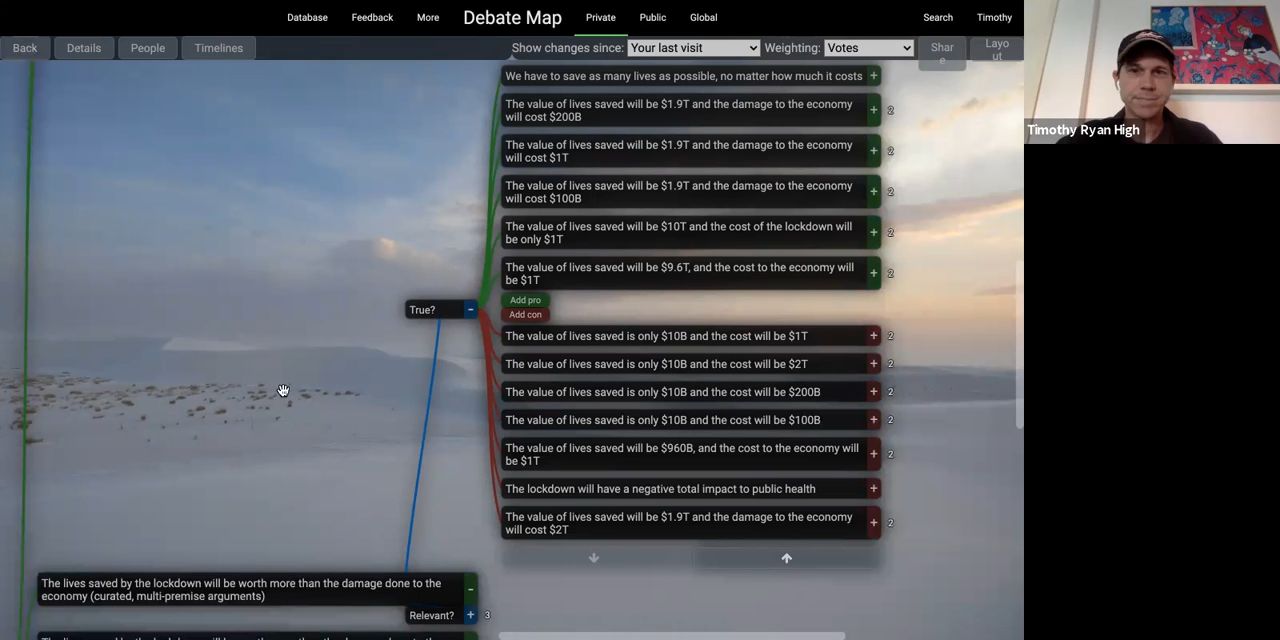 Database Feedback More Debate Map Private Public Global Search Timothy
Back Details People Timelines Show changes since: Your last visit Weighting: Votes Shar
e
Layo
ut
Timothy Ryan High
We have to save as many lives as possible, no matter how much it costs +
The value of lives saved will be $1.9T and the damage to the economy
will cost $200B + 2
The value of lives saved will be $1.9T and the damage to the economy
will cost $1T + 2
The value of lives saved will be $1.9T and the damage to the economy
will cost $100B + 2
The value of lives saved will be $10T and the cost of the lockdown will
be only $1T + 2
The value of lives saved will be $9.6T, and the cost to the economy will
be $1T + 2
Add pro
True? -
Add con
The value of lives saved is only $10B and the cost will be $1T + 2
The value of lives saved is only $10B and the cost will be $2T + 2
The value of lives saved is only $10B and the cost will be $200B + 2
The value of lives saved is only $10B and the cost will be $100B + 2
The value of lives saved will be $960B, and the cost to the economy will
be $1T + 2
The lockdown will have a negative total impact to public health +
The value of lives saved will be $1.9T and the damage to the economy
will cost $2T + 2
The lives saved by the lockdown will be worth more than the damage done to the
economy (curated, multi-premise arguments) -
Relevant? + 3